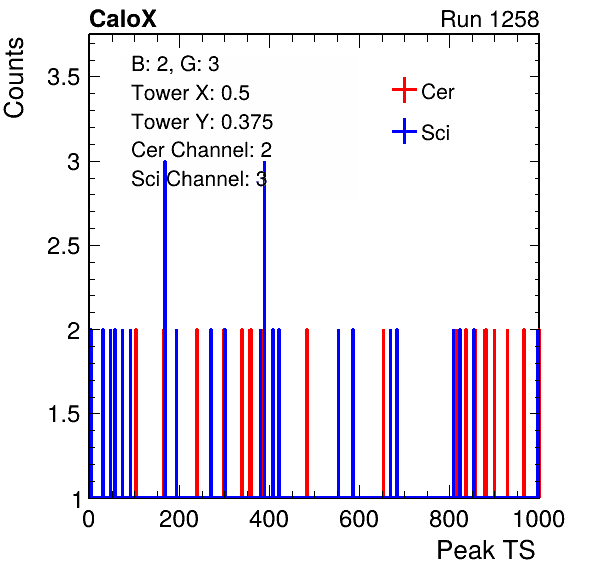 CaloX Run 1258
Counts
B: 2, G: 3
Tower X: 0.5
Tower Y: 0.375
Cer Channel: 2
Sci Channel: 3
Cer
Sci
3.5
3
2.5
2
1.5
1
0 200 400 600 800 1000
Peak TS